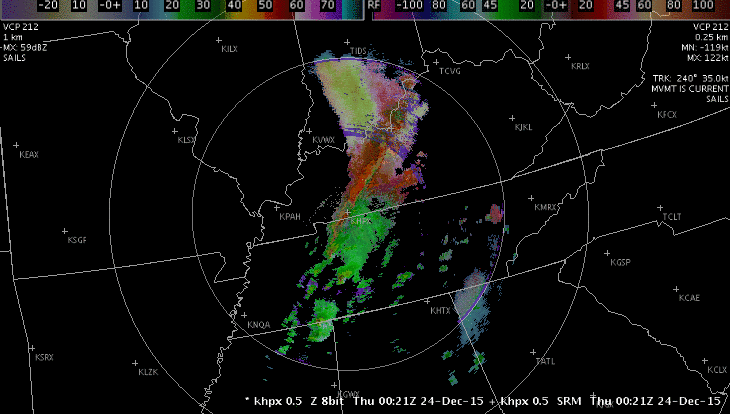 -20 10 -0+ 10 20 30 40 50 60 70 RF -100 80 60 45 20 -0+ 20 45 60 80 100
VCP 212
1 km
MX: 59dBZ
SAILS
VCP 212
0.25 km
MN: -119kt
MX: 122kt
TRK: 240° 35.0kt
MVMT IS CURRENT
SAILS
KILX
TIDS
TCVG
KRLX
KFCX
KJKL
KLSX
KVWX
KEAX
KPAH
KMRX
TCLT
KSGF
KGSP
KCAE
KHTX
KNQA
KSRX
KLZK
TATL
KCLX
KGWX
* Khpx 0.5 Z 8bit Thu 00:21Z 24-Dec-15 + Khpx 0.5 SRM Thu 00:21Z 24-Dec-15